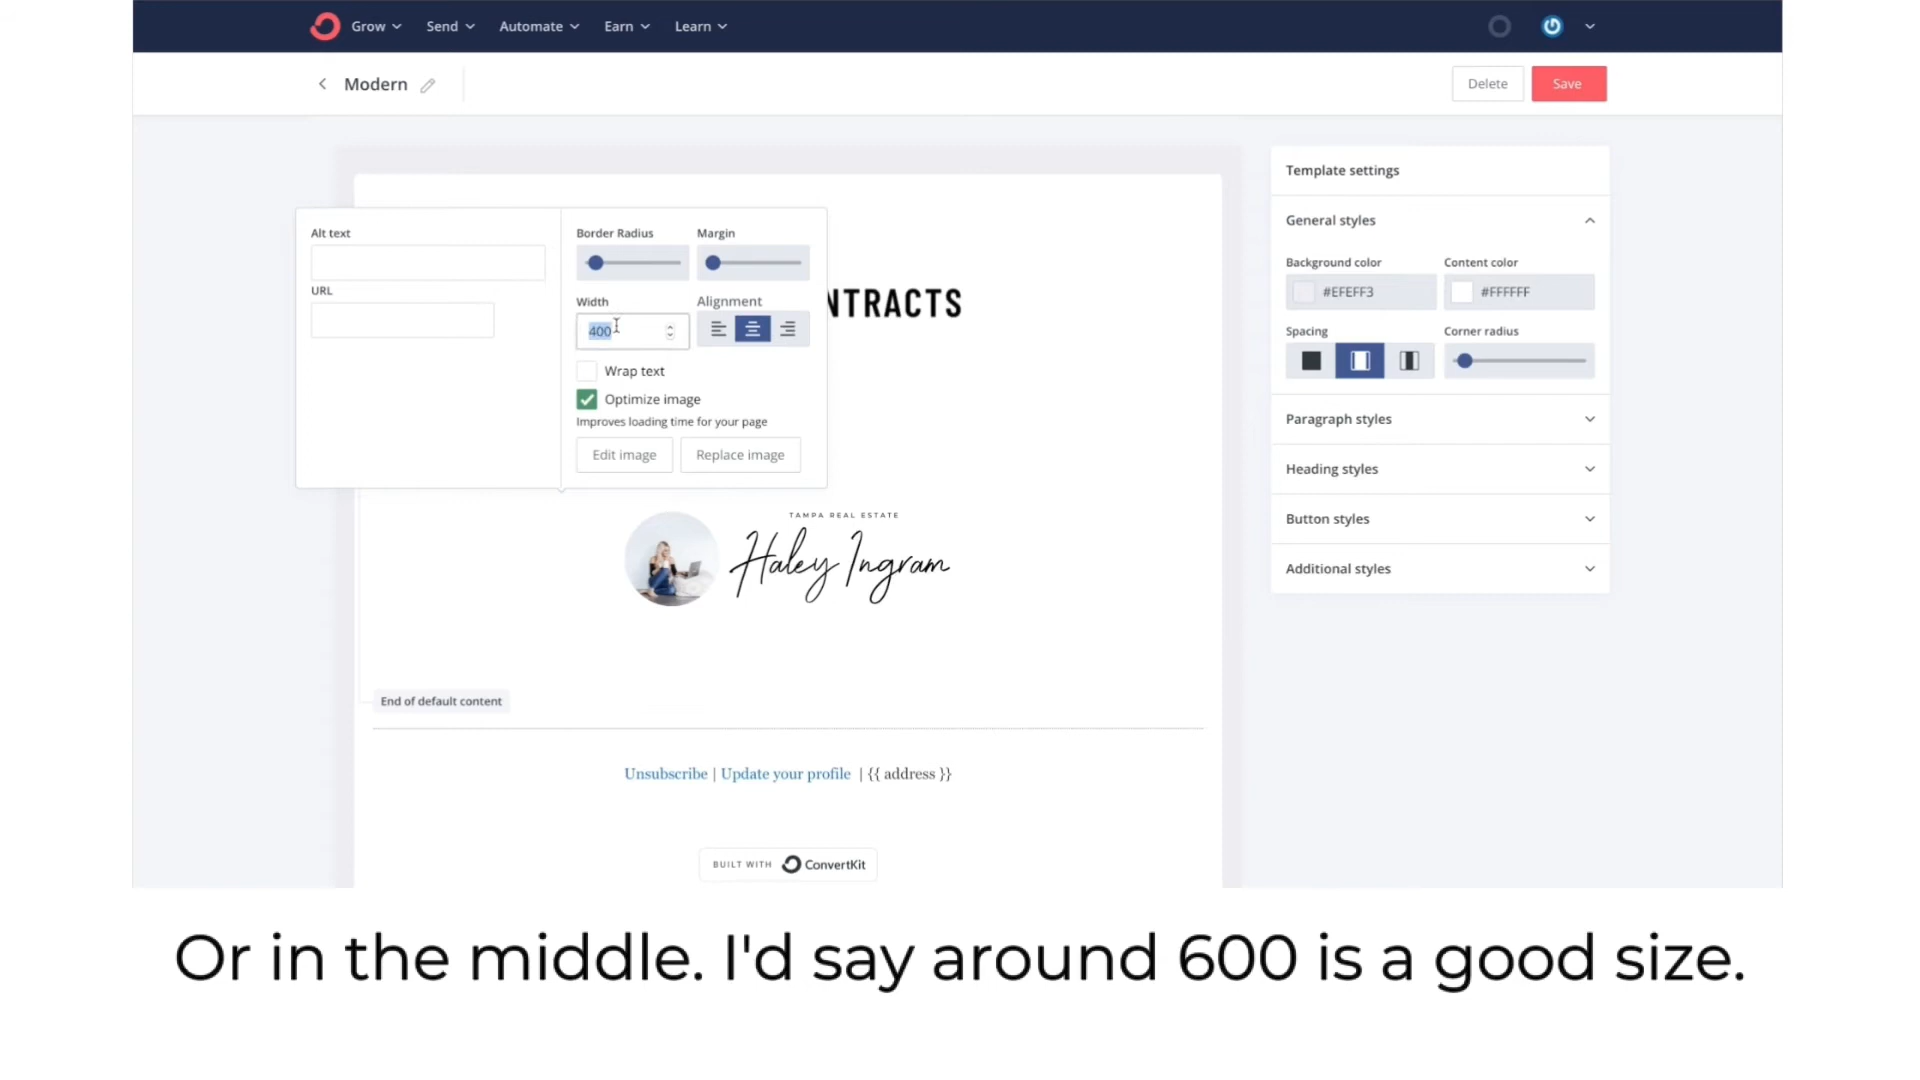 Grow Send Automate Earn Learn
Modern
Delete Save
Template settings
General styles
Background color Content color
#EFEFF3 #FFFFFF
Spacing Corner radius
Paragraph styles
Heading styles
Button styles
Additional styles
Alt text
URL
Border Radius Margin
Width Alignment
400
Wrap text
Optimize image
Improves loading time for your page
Edit image Replace image
NTRACTS
TAMPA REAL ESTATE
Haley Ingram
End of default content
Unsubscribe | Update your profile | {{ address }}
BUILT WITH ConvertKit
Or in the middle. I'd say around 600 is a good size.